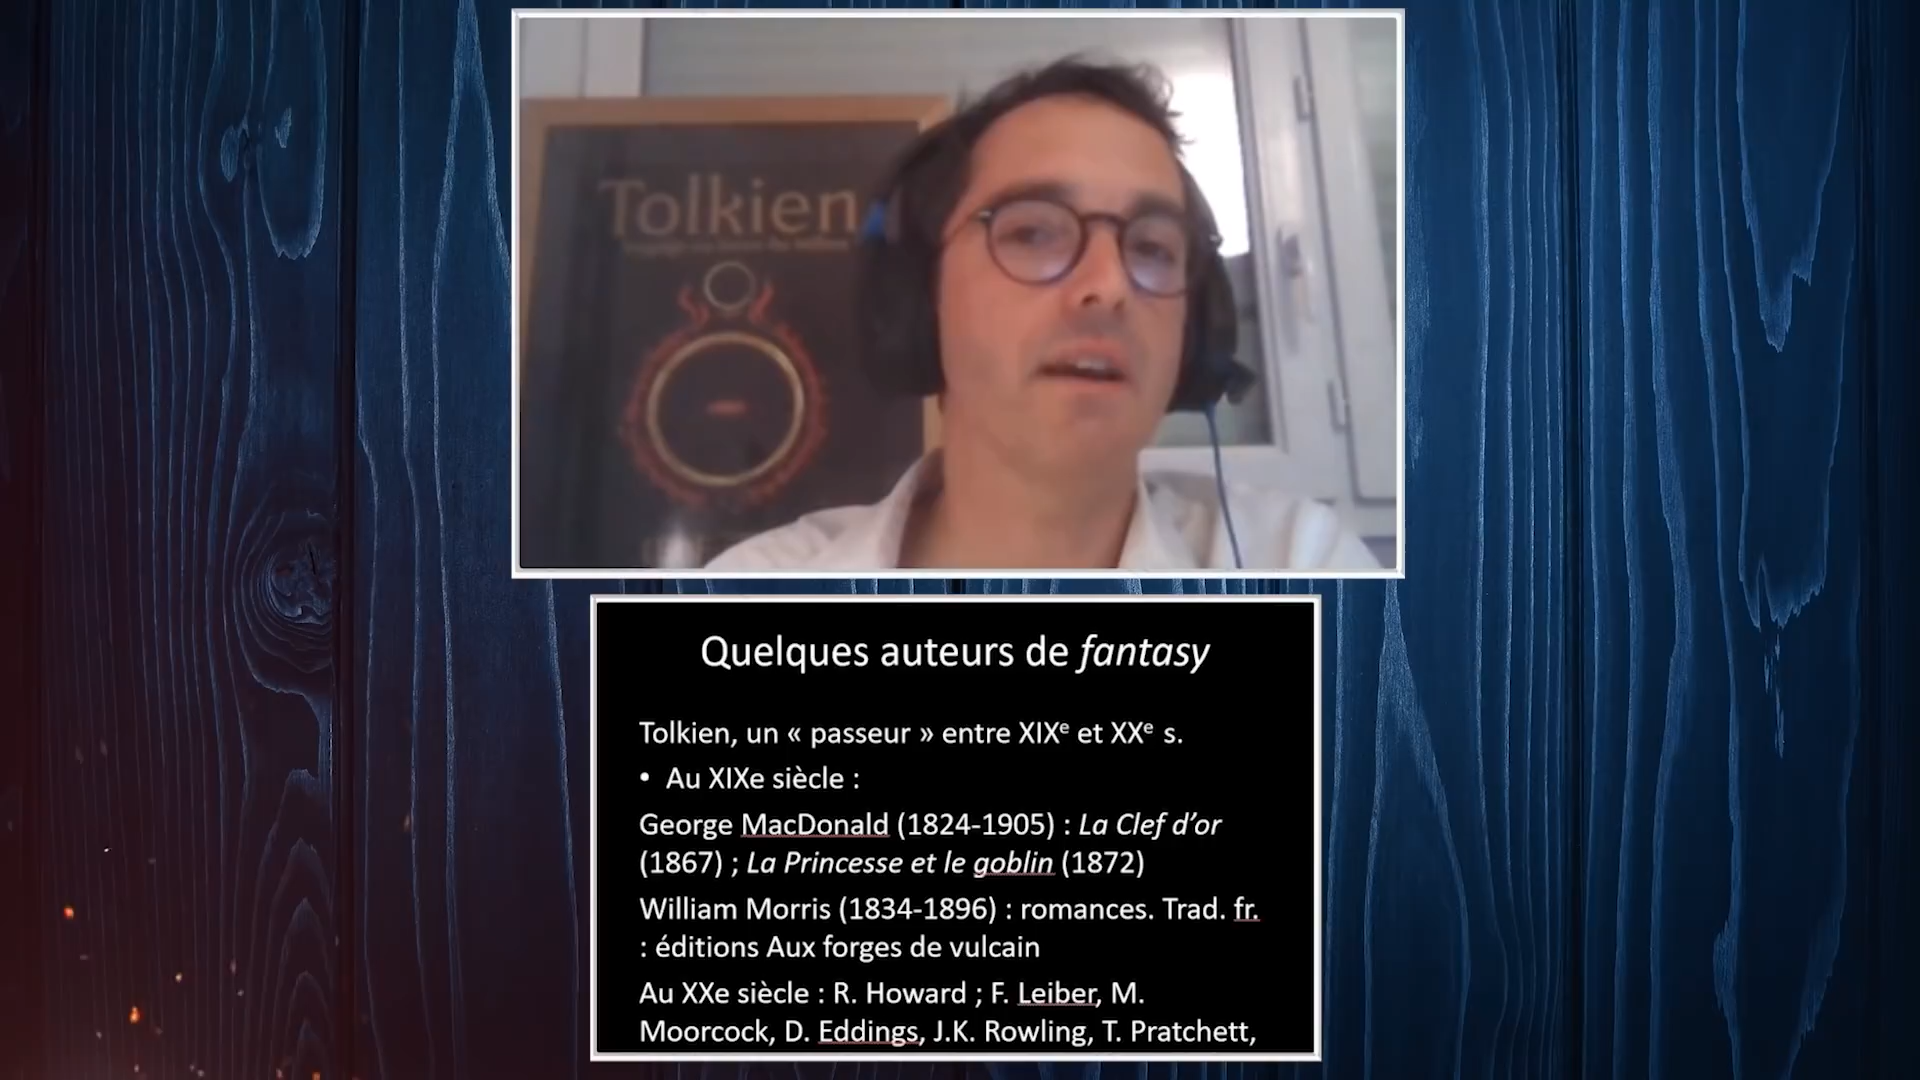 Tolkien
Quelques auteurs de fantasy
Tolkien, un « passeur » entre XIXᵉ et XXᵉ s.
• Au XIXe siècle :
George MacDonald (1824-1905) : La Clef d’or
(1867) ; La Princesse et le goblin (1872)
William Morris (1834-1896) : romances. Trad. fr.
: éditions Aux forges de vulcain
Au XXe siècle : R. Howard ; F. Leiber, M.
Moorcock, D. Eddings, J.K. Rowling, T. Pratchett,